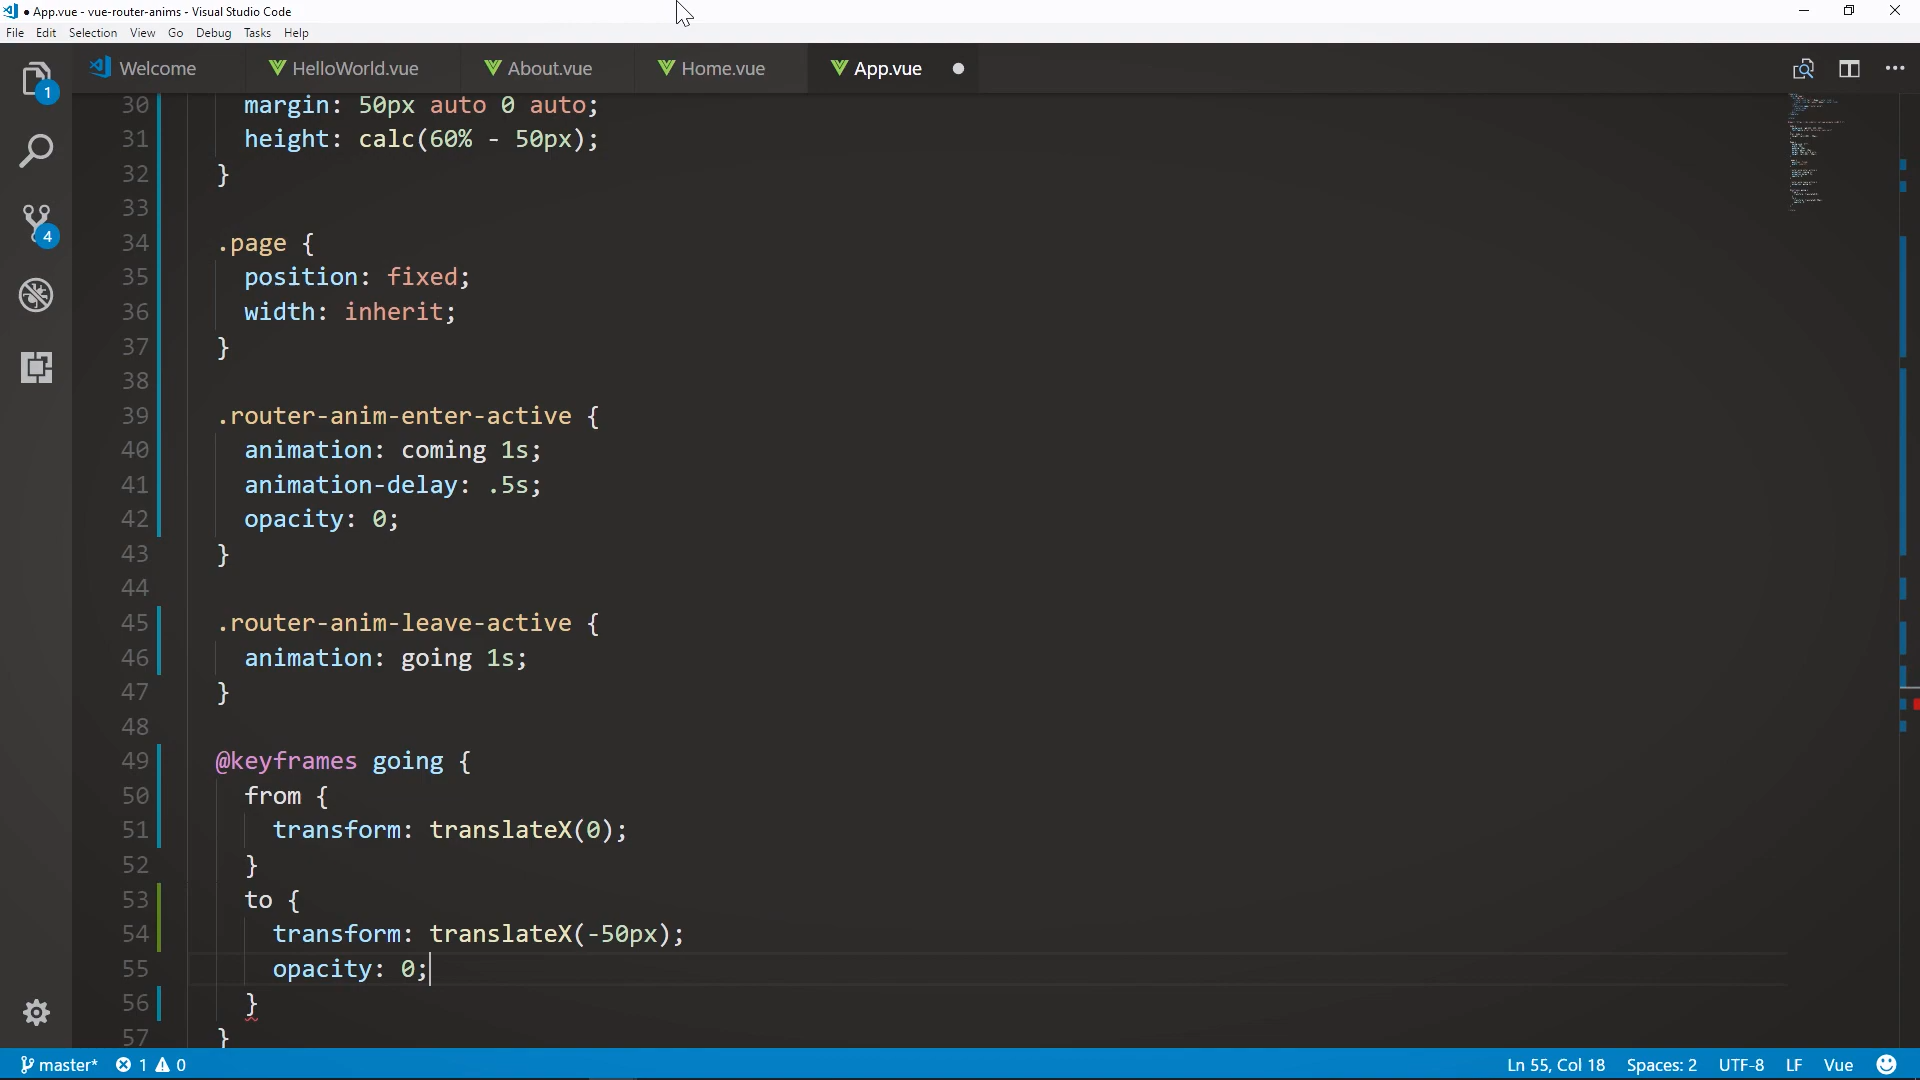 App.vue - vue-router-anims - Visual Studio Code
File Edit Selection View Go Debug Tasks Help
Welcome HelloWorld.vue About.vue Home.vue App.vue
1
4
30 margin: 50px auto 0 auto;
31 height: calc(60% - 50px);
32 }
33
34 .page {
35 position: fixed;
36 width: inherit;
37 }
38
39 .router-anim-enter-active {
40 animation: coming 1s;
41 animation-delay: .5s;
42 opacity: 0;
43 }
44
45 .router-anim-leave-active {
46 animation: going 1s;
47 }
48
49 @keyframes going {
50 from {
51 transform: translateX(0);
52 }
53 to {
54 transform: translateX(-50px);
55 opacity: 0;
56 }
57 }
master* 1 0 Ln 55, Col 18 Spaces: 2 UTF-8 LF Vue